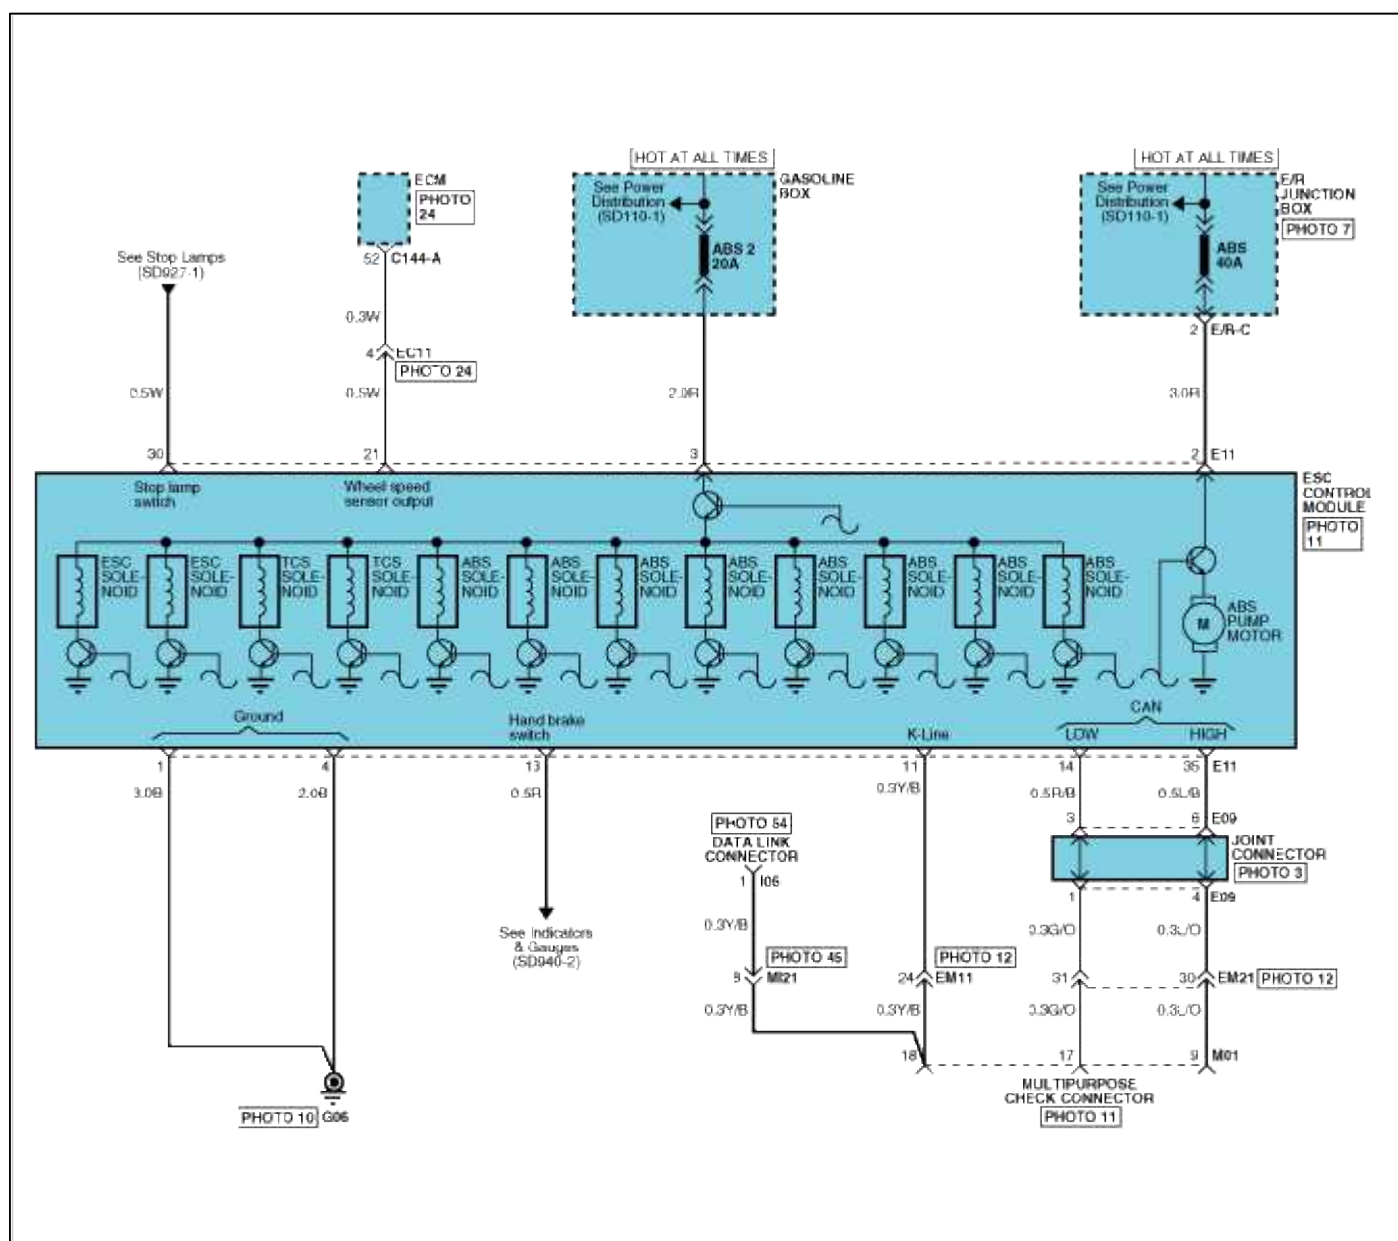 HOT AT ALL TIMES
HOT AT ALL TIMES
ECM
PHOTO
24
GASOLINE
BOX
See Power
Distribution
(SD110-1)
ABS 2
20A
E/R
JUNCTION
BOX
PHOTO 7
See Power
Distribution
(SD110-1)
ABS
40A
See Stop Lamps
(SD927-1)
52
C144-A
2
E/R-C
0.3W
4
EC11
PHOTO 24
0.5W
0.5W
2.0R
3.0R
30
21
3
2
E11
Stop lamp
switch
Wheel speed
sensor output
ESC
CONTROL
MODULE
PHOTO
11
ESC
SOLE-
NOID
ESC
SOLE-
NOID
TCS
SOLE-
NOID
TCS
SOLE-
NOID
ABS
SOLE-
NOID
ABS
SOLE-
NOID
ABS
SOLE-
NOID
ABS
SOLE-
NOID
ABS
SOLE-
NOID
ABS
SOLE-
NOID
ABS
SOLE-
NOID
ABS
SOLE-
NOID
M
ABS
PUMP
MOTOR
Ground
Hand brake
switch
K-Line
CAN
LOW
HIGH
1
4
13
11
14
35
E11
3.0B
2.0B
0.5R
0.3Y/B
0.5R/B
0.5L/B
3
6
E09
JOINT
CONNECTOR
PHOTO 3
PHOTO 54
DATA LINK
CONNECTOR
1
I06
1
4
E09
0.3Y/B
0.3G/O
0.3L/O
See Indicators
& Gauges
(SD940-2)
PHOTO 45
MI21
PHOTO 12
24
EM11
31
30
EM21
PHOTO 12
0.3Y/B
0.3Y/B
0.3G/O
0.3L/O
18
17
9
M01
MULTIPURPOSE
CHECK CONNECTOR
PHOTO 11
PHOTO 10
G06